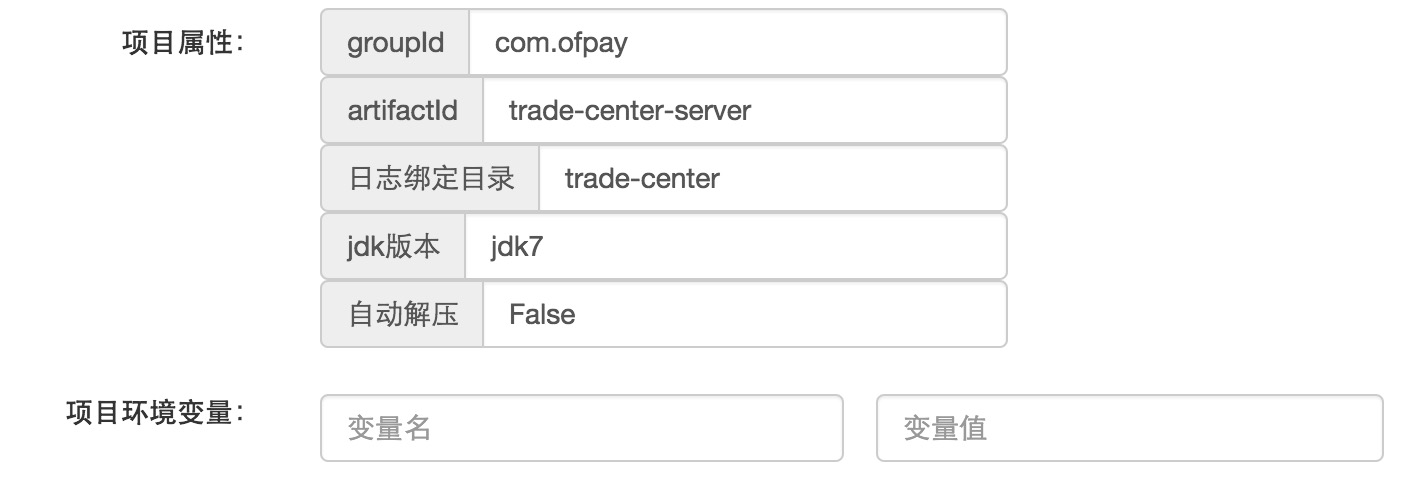 项目属性: groupId com.ofpay
artifactId trade-center-server
日志绑定目录 trade-center
jdk版本 jdk7
自动解压 False
项目环境变量: 变量名 变量值